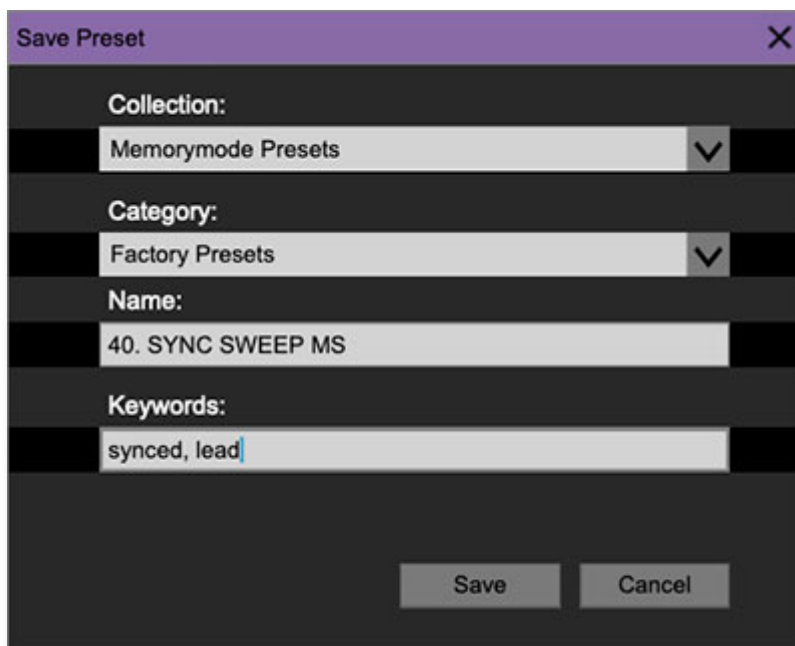 Save Preset
Collection:
Memorymode Presets
Category:
Factory Presets
Name:
40. SYNC SWEEP MS
Keywords:
synced, lead
Save Cancel